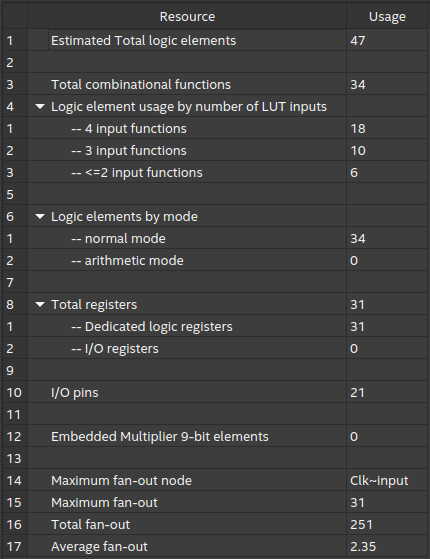 Resource Usage
1 Estimated Total logic elements 47
2
3 Total combinational functions 34
4 Logic element usage by number of LUT inputs
1 -- 4 input functions 18
2 -- 3 input functions 10
3 -- <=2 input functions 6
5
6 Logic elements by mode
1 -- normal mode 34
2 -- arithmetic mode 0
7
8 Total registers 31
1 -- Dedicated logic registers 31
2 -- I/O registers 0
9
10 I/O pins 21
11
12 Embedded Multiplier 9-bit elements 0
13
14 Maximum fan-out node Clk~input
15 Maximum fan-out 31
16 Total fan-out 251
17 Average fan-out 2.35